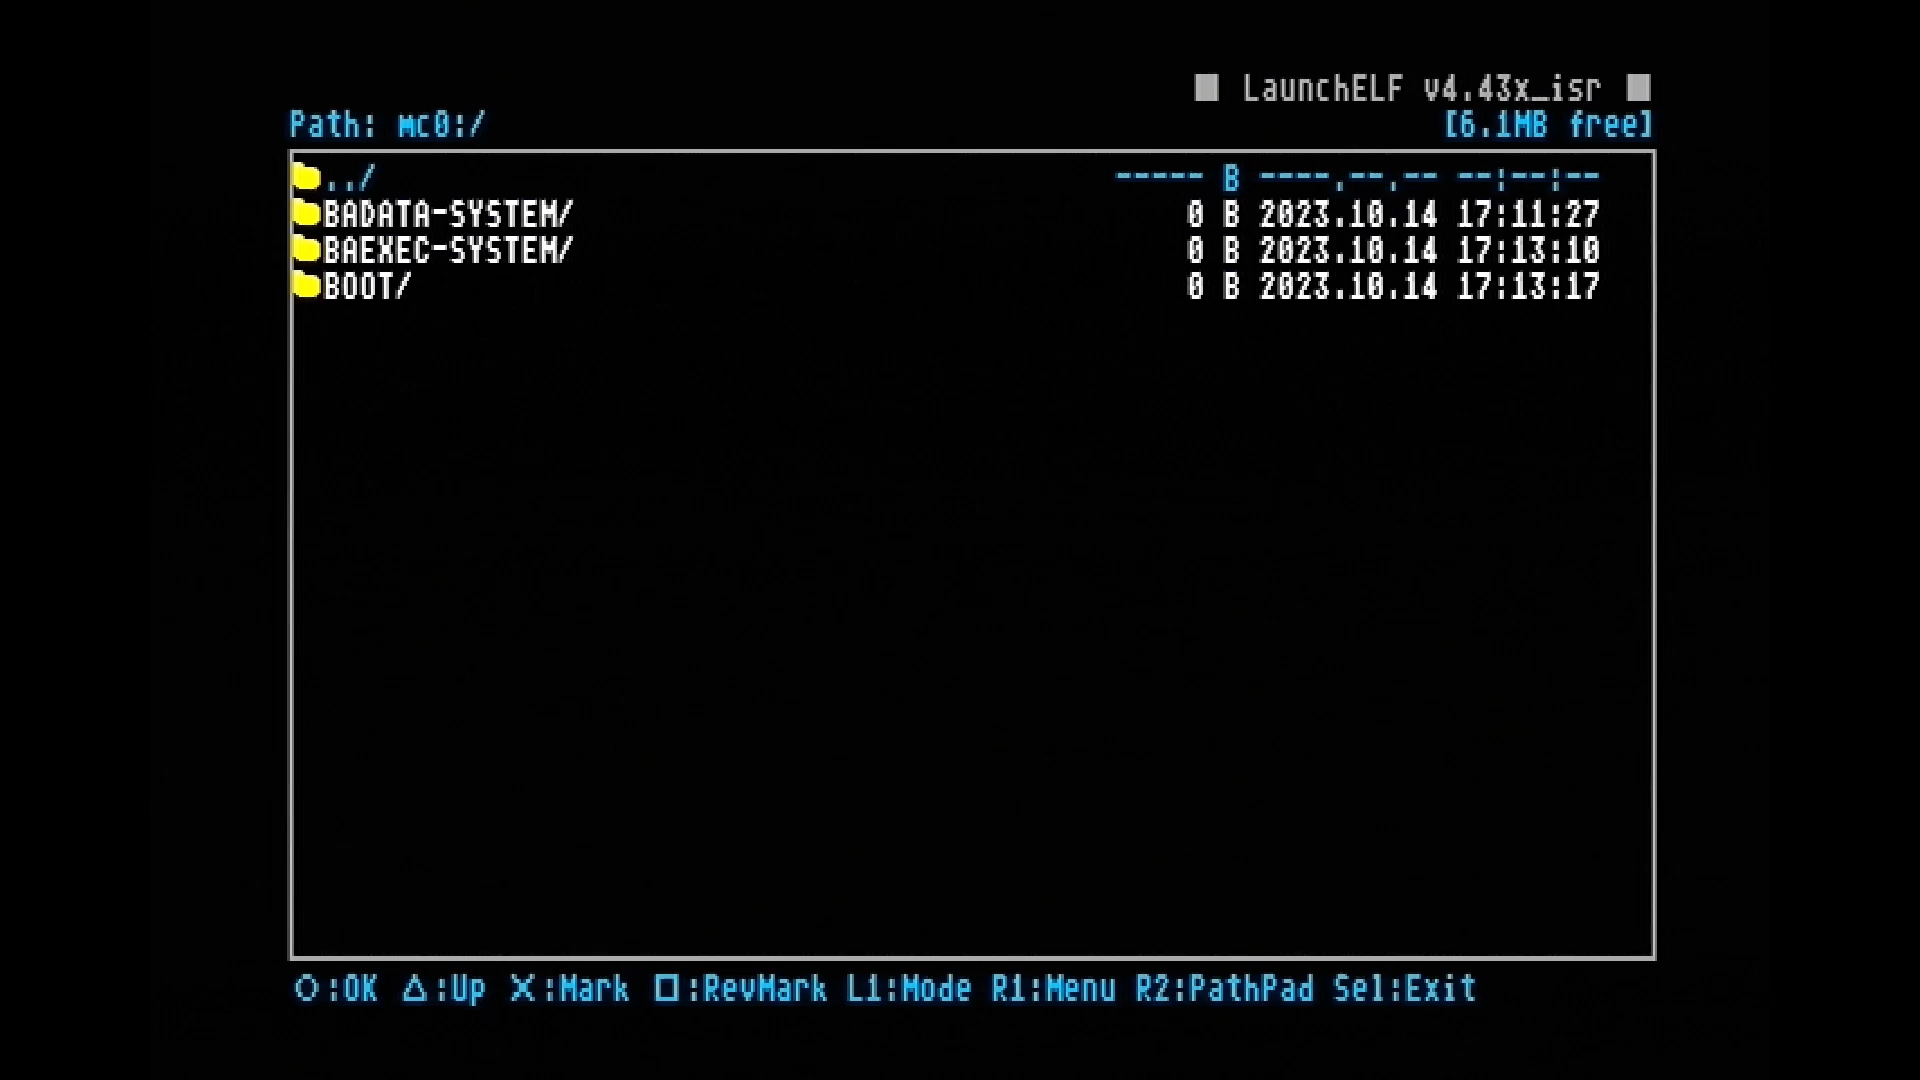 ■ LaunchELF v4.43x_isr ■
Path: mc0:/ [6.1MB free]
../ ----- B ----.--.-- --:--:--
BADATA-SYSTEM/ 0 B 2023.10.14 17:11:27
BAEXEC-SYSTEM/ 0 B 2023.10.14 17:13:10
BOOT/ 0 B 2023.10.14 17:13:17
○:OK △:Up X:Mark □:RevMark L1:Mode R1:Menu R2:PathPad Sel:Exit